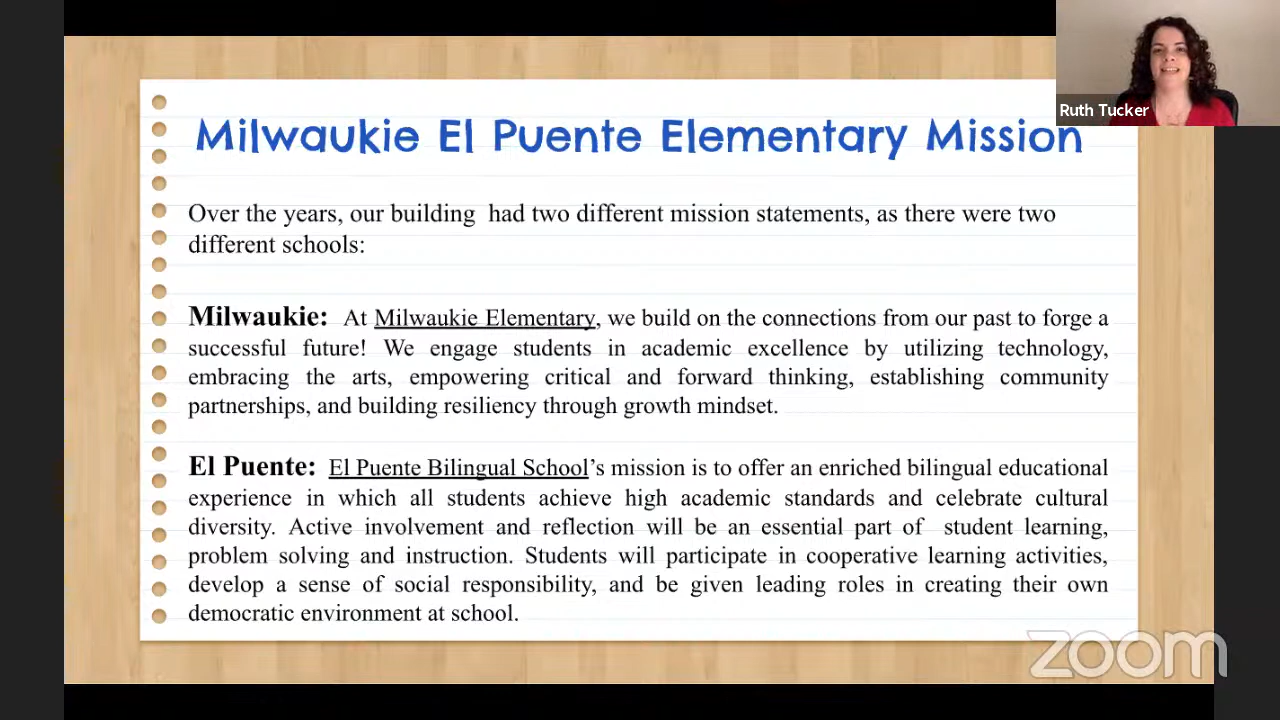 Ruth Tucker
Milwaukie El Puente Elementary Mission
Over the years, our building  had two different mission statements, as there were two
different schools:
Milwaukie:  At Milwaukie Elementary, we build on the connections from our past to forge a
successful future! We engage students in academic excellence by utilizing technology,
embracing the arts, empowering critical and forward thinking, establishing community
partnerships, and building resiliency through growth mindset.
El Puente:  El Puente Bilingual School’s mission is to offer an enriched bilingual educational
experience in which all students achieve high academic standards and celebrate cultural
diversity. Active involvement and reflection will be an essential part of  student learning,
problem solving and instruction. Students will participate in cooperative learning activities,
develop a sense of social responsibility, and be given leading roles in creating their own
democratic environment at school.
zoom